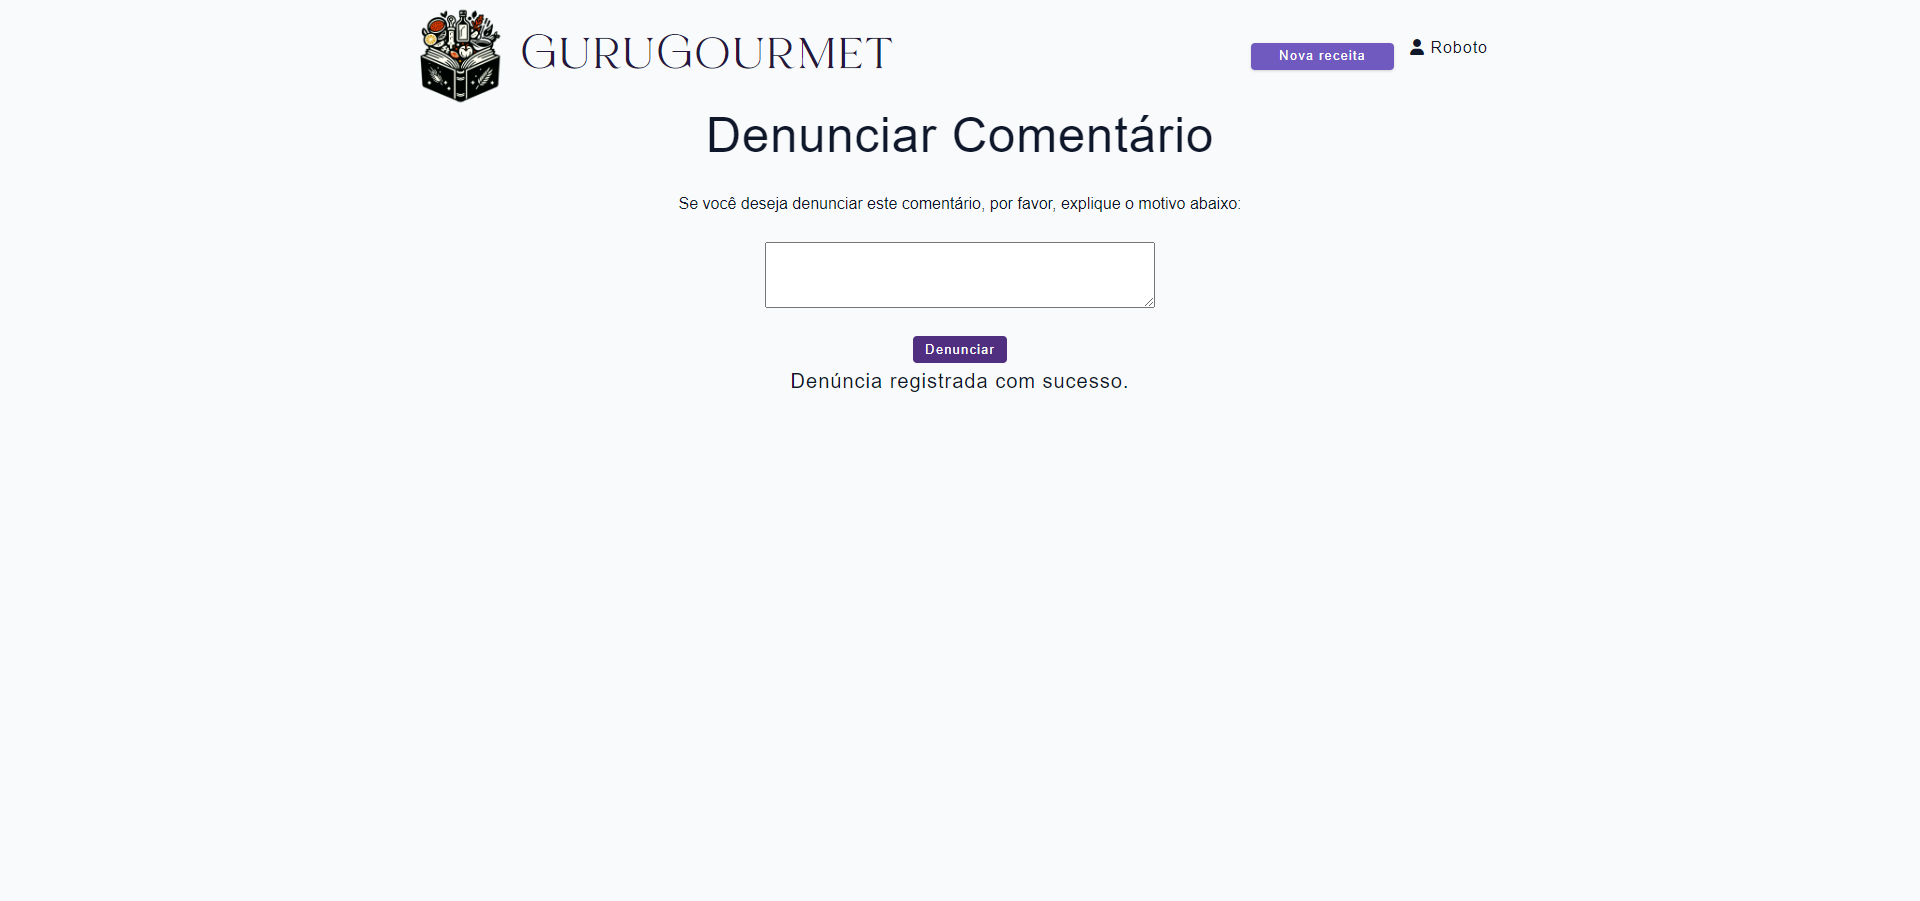 GuruGourmet
Nova receita
Roboto
Denunciar Comentário
Se você deseja denunciar este comentário, por favor, explique o motivo abaixo:
Denunciar
Denúncia registrada com sucesso.